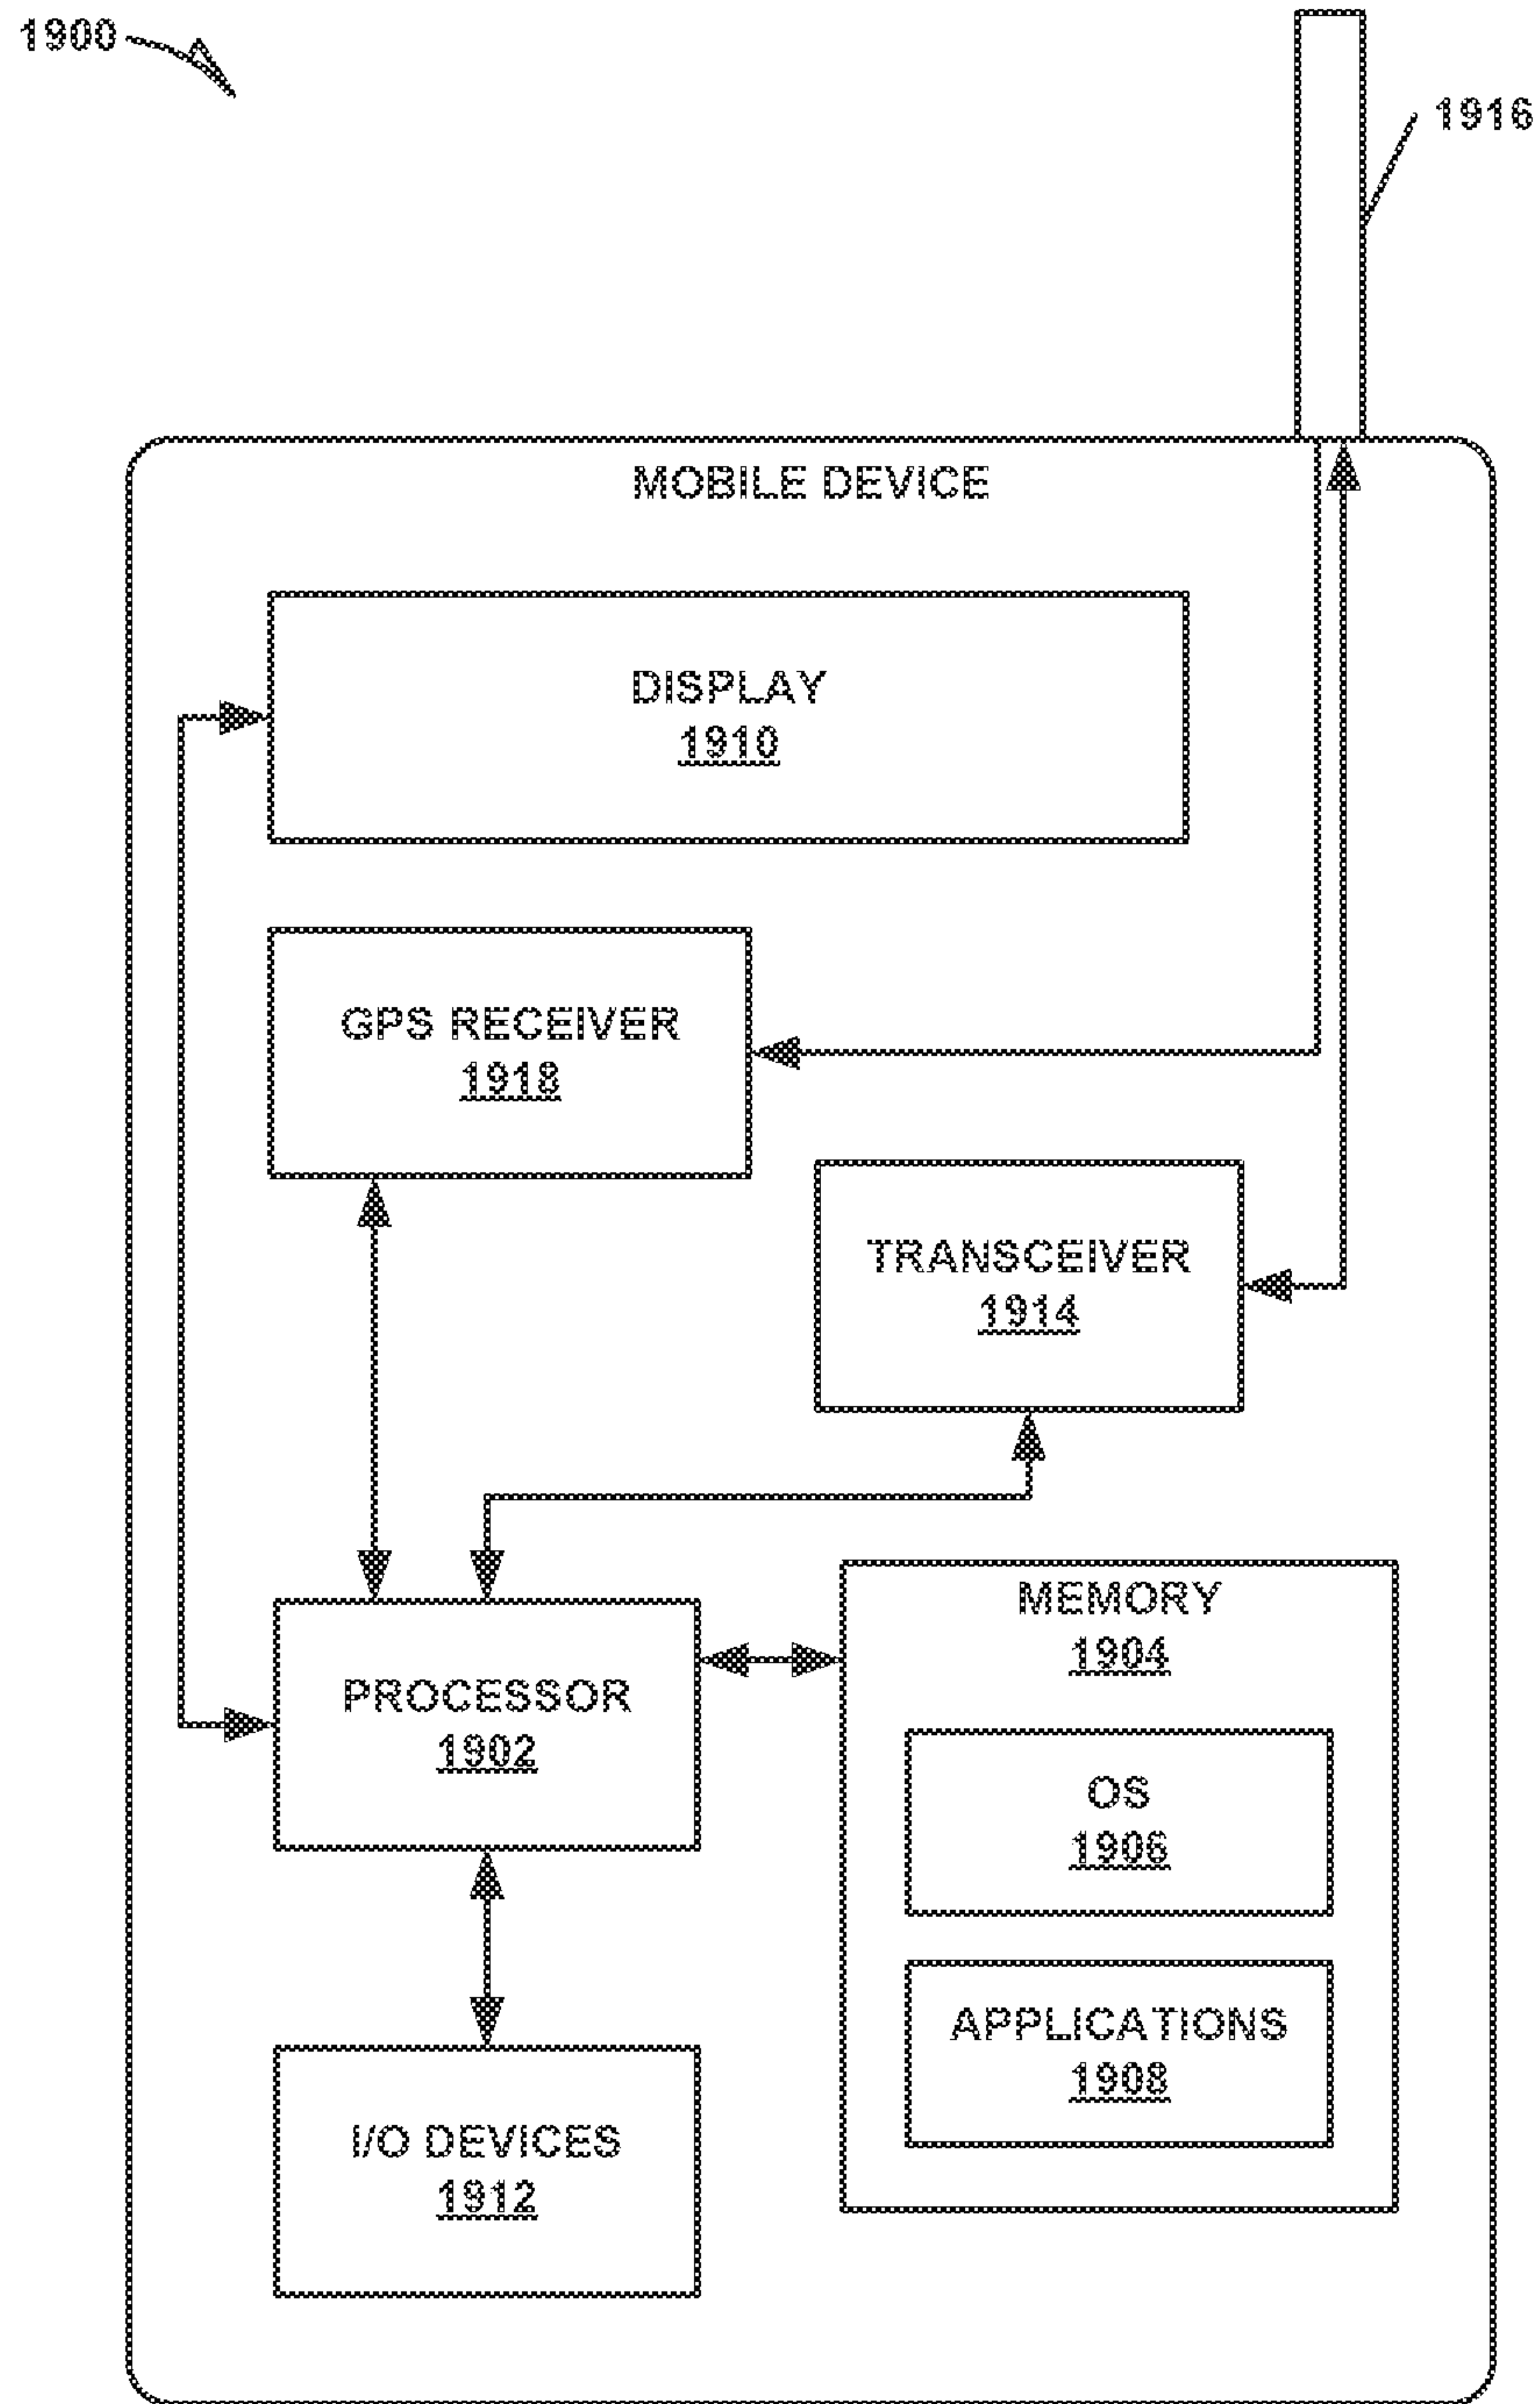 1900
1916
MOBILE DEVICE
DISPLAY
1910
GPS RECEIVER
1918
TRANSCEIVER
1914
MEMORY
1904
PROCESSOR
1902
OS
1906
APPLICATIONS
1908
I/O DEVICES
1912